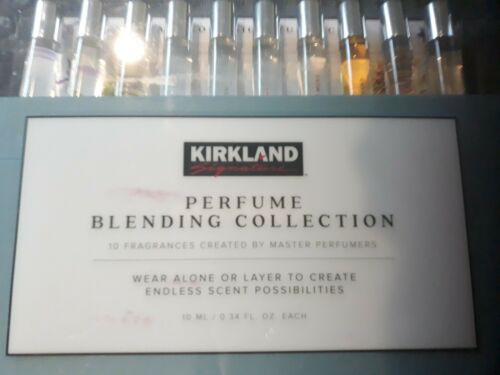 KIRKLAND
Signature
PERFUME
BLENDING COLLECTION
10 FRAGRANCES CREATED BY MASTER PERFUMERS
WEAR ALONE OR LAYER TO CREATE
ENDLESS SCENT POSSIBILITIES
10 ML / 0.34 FL. OZ. EACH